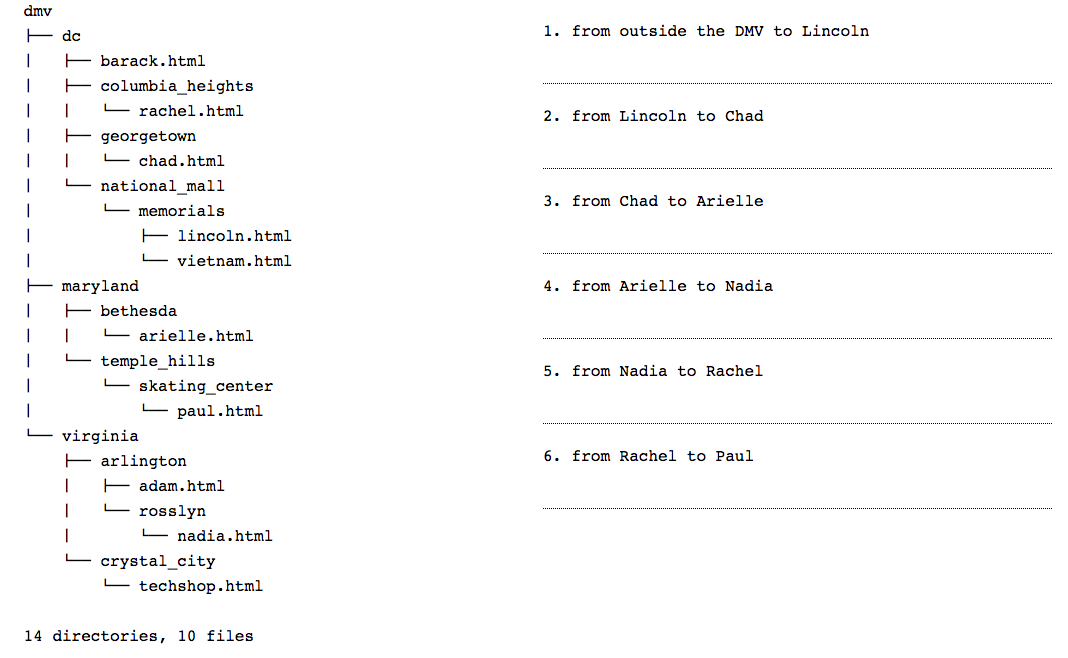 dmv
├── dc
│   ├── barack.html
│   ├── columbia_heights
│   │   └── rachel.html
│   ├── georgetown
│   │   └── chad.html
│   └── national_mall
│       └── memorials
│           ├── lincoln.html
│           └── vietnam.html
├── maryland
│   ├── bethesda
│   │   └── arielle.html
│   └── temple_hills
│       └── skating_center
│           └── paul.html
└── virginia
    ├── arlington
    │   ├── adam.html
    │   └── rosslyn
    │       └── nadia.html
    └── crystal_city
        └── techshop.html
14 directories, 10 files
1. from outside the DMV to Lincoln
2. from Lincoln to Chad
3. from Chad to Arielle
4. from Arielle to Nadia
5. from Nadia to Rachel
6. from Rachel to Paul